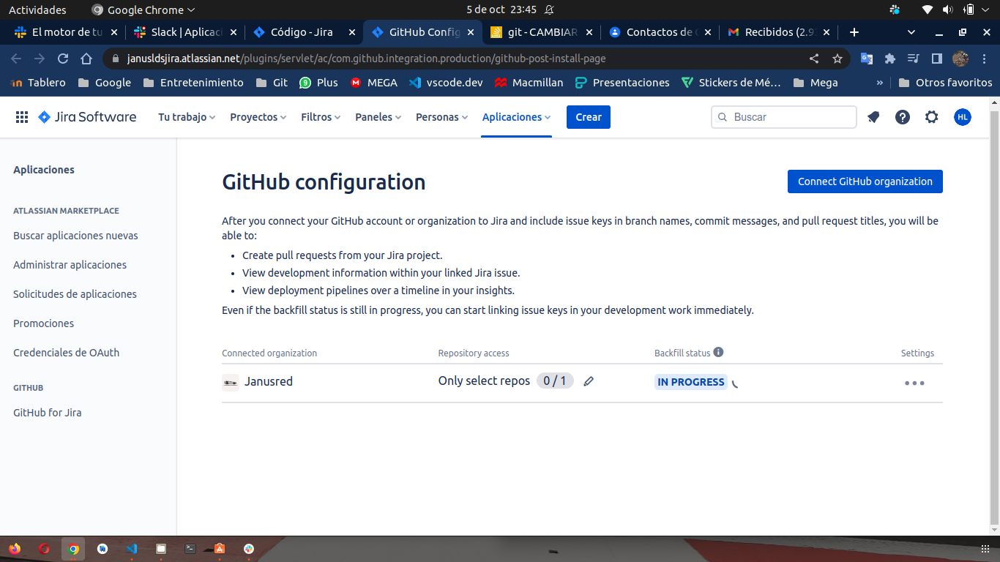 Actividades Google Chrome 5 de oct 23:45
El motor de tu Slack | Aplicaci Código - Jira GitHub Config git - CAMBIAR Contactos de Recibidos (2.9
janusldsjira.atlassian.net/plugins/servlet/ac/com.github.integration.production/github-post-install-page
Tablero Google Entretenimiento Git 9 Plus MEGA vscode.dev Macmillan Presentaciones Stickers de Mé… Mega » Otros favoritos
Jira Software Tu trabajo Proyectos Filtros Paneles Personas Aplicaciones Crear Buscar HL
Aplicaciones
ATLASSIAN MARKETPLACE
Buscar aplicaciones nuevas
Administrar aplicaciones
Solicitudes de aplicaciones
Promociones
Credenciales de OAuth
GITHUB
GitHub for Jira
GitHub configuration
Connect GitHub organization
After you connect your GitHub account or organization to Jira and include issue keys in branch names, commit messages, and pull request titles, you will be
able to:
• Create pull requests from your Jira project.
• View development information within your linked Jira issue.
• View deployment pipelines over a timeline in your insights.
Even if the backfill status is still in progress, you can start linking issue keys in your development work immediately.
Connected organization Repository access Backfill status Settings
Janusred Only select repos 0 / 1 IN PROGRESS